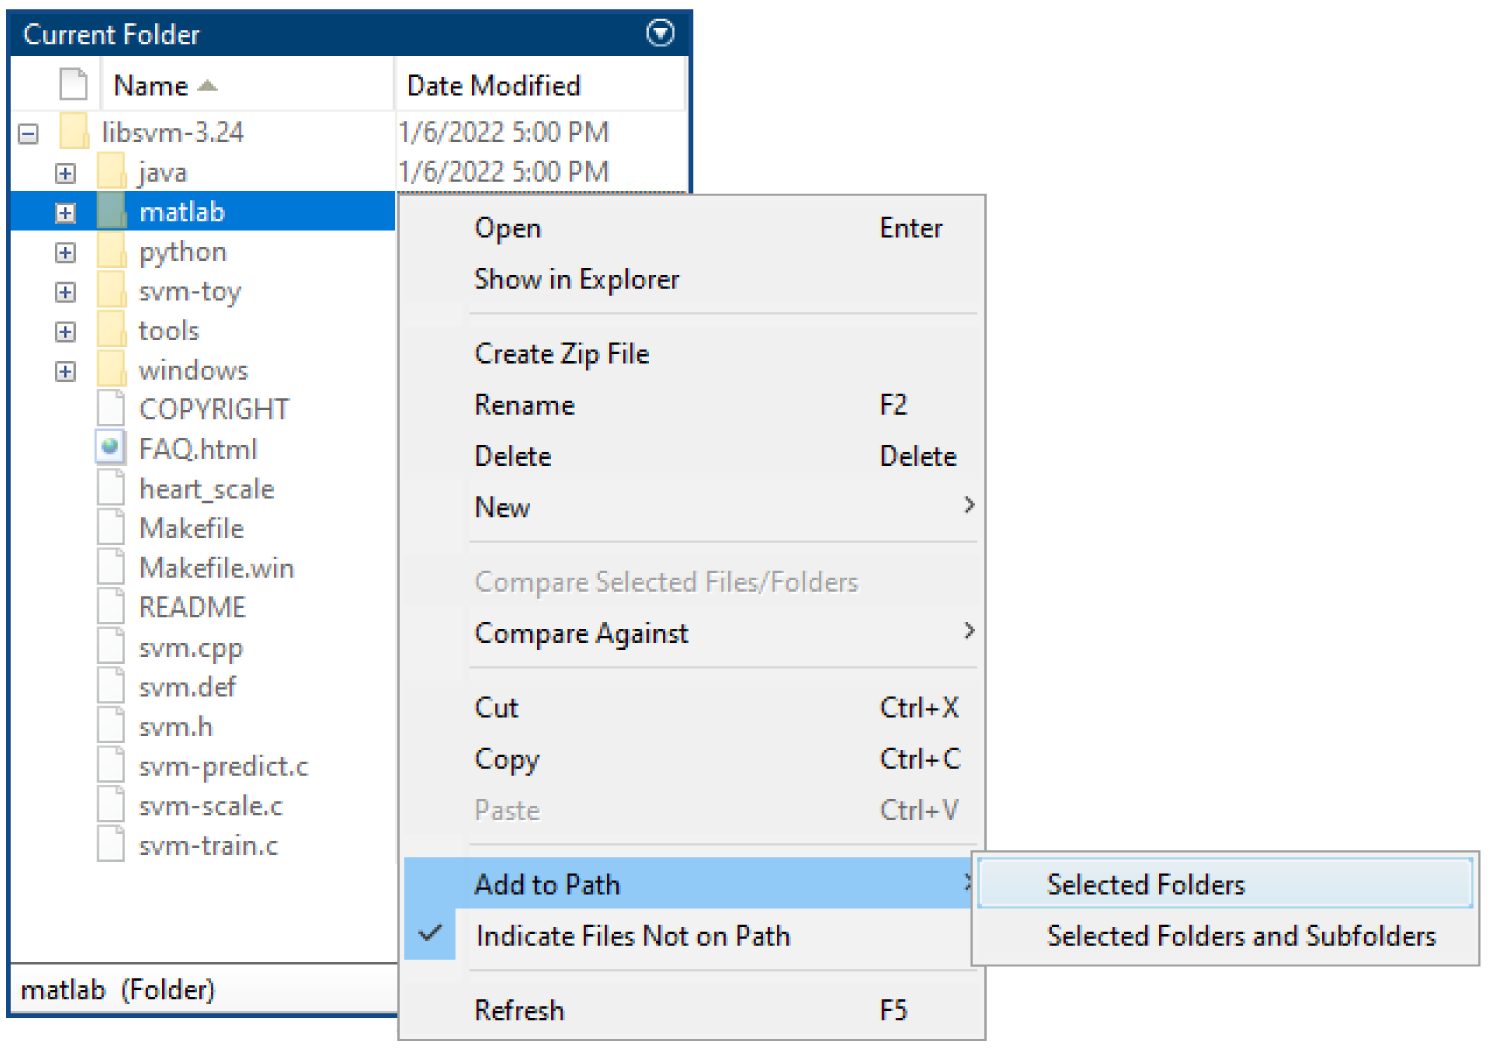 Current Folder
Name Date Modified
libsvm-3.24 1/6/2022 5:00 PM
java 1/6/2022 5:00 PM
matlab
python
svm-toy
tools
windows
COPYRIGHT
FAQ.html
heart_scale
Makefile
Makefile.win
README
svm.cpp
svm.def
svm.h
svm-predict.c
svm-scale.c
svm-train.c
matlab (Folder)
Open Enter
Show in Explorer
Create Zip File
Rename F2
Delete Delete
New
Compare Selected Files/Folders
Compare Against
Cut Ctrl+X
Copy Ctrl+C
Paste Ctrl+V
Add to Path
Indicate Files Not on Path
Refresh F5
Selected Folders
Selected Folders and Subfolders